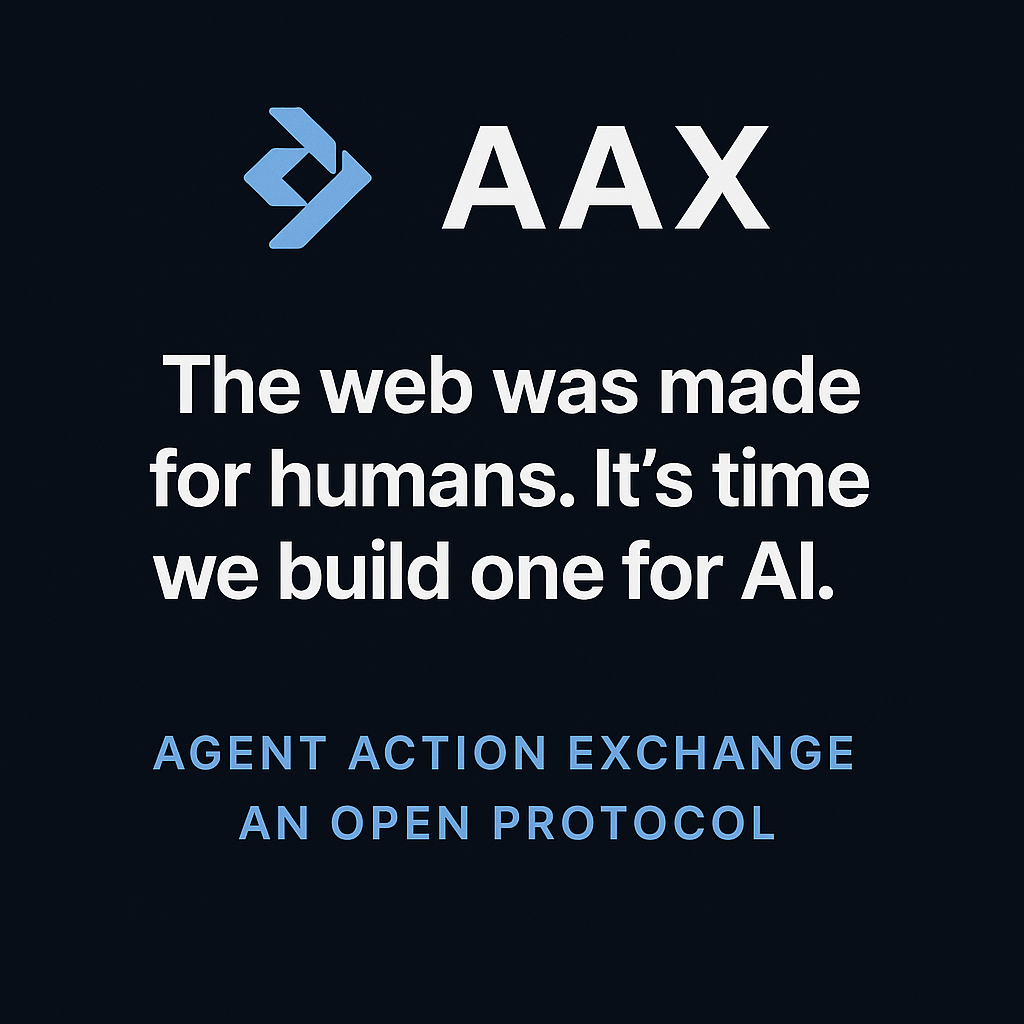 AAX
The web was made
for humans. It’s time
we build one for AI.
AGENT ACTION EXCHANGE
AN OPEN PROTOCOL